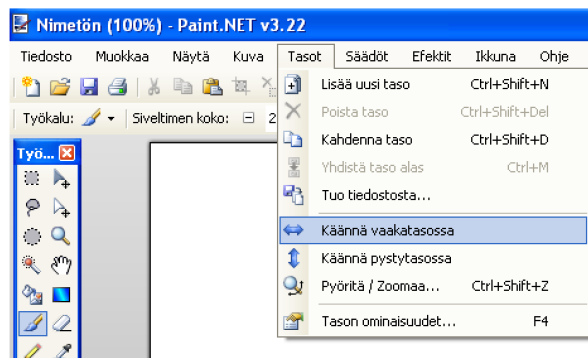 Nimetön (100%) - Paint.NET v3.22
Tiedosto Muokkaa Näytä Kuva Tasot Säädöt Efektit Ikkuna Ohje
Työkalu: Siveltimen koko: 2
Työ...
Lisää uusi taso Ctrl+Shift+N
Poista taso Ctrl+Shift+Del
Kahdenna taso Ctrl+Shift+D
Yhdistä taso alas Ctrl+M
Tuo tiedostosta...
Käännä vaakatasossa
Käännä pystytasossa
Pyöritä / Zoomaa... Ctrl+Shift+Z
Tason ominaisuudet... F4